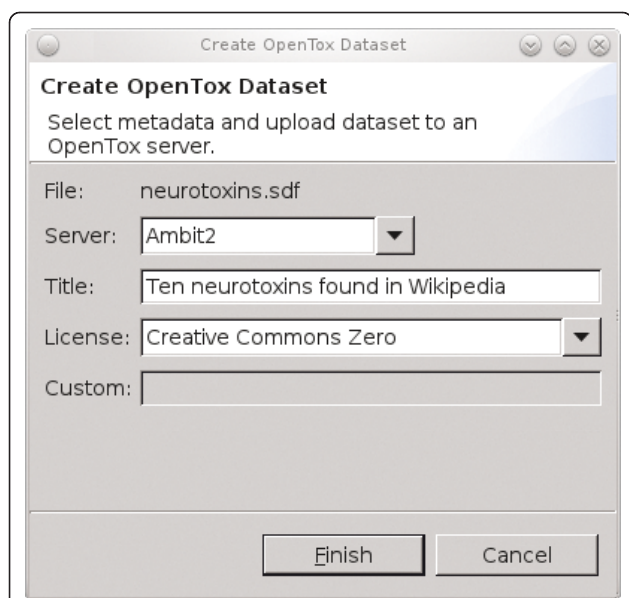 Create OpenTox Dataset
Create OpenTox Dataset
Select metadata and upload dataset to an
OpenTox server.
File: neurotoxins.sdf
Server: Ambit2
Title: Ten neurotoxins found in Wikipedia
License: Creative Commons Zero
Custom:
Finish Cancel